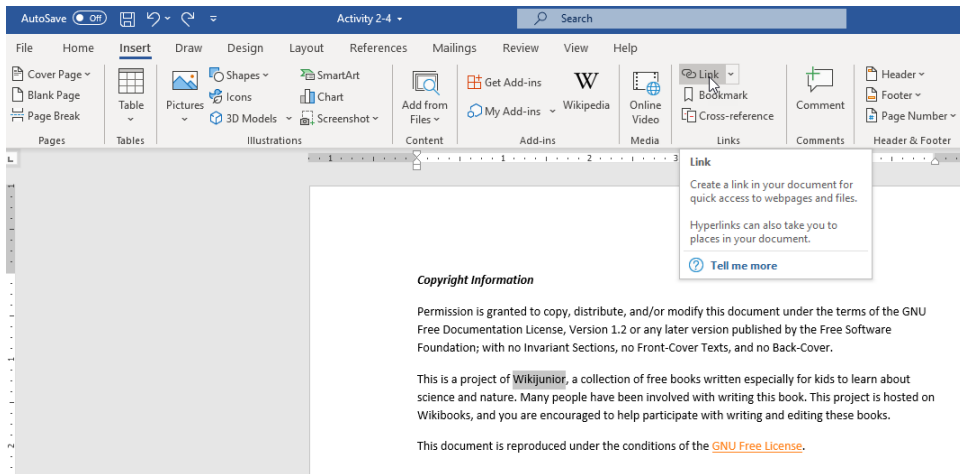 AutoSave Off Activity 2-4 Search
File Home Insert Draw Design Layout References Mailings Review View Help
Cover Page
Blank Page
Page Break
Pages
Table
Tables
Pictures
Shapes
Icons
3D Models
SmartArt
Chart
Screenshot
Illustrations
Add from
Files
Content
Get Add-ins
My Add-ins
W
Wikipedia
Add-ins
Online
Video
Media
Link
Bookmark
Cross-reference
Links
Comment
Comments
Header
Footer
Page Number
Header & Footer
1 1 2 3
Link
Create a link in your document for
quick access to webpages and files.
Hyperlinks can also take you to
places in your document.
? Tell me more
1
1
2
Copyright Information
Permission is granted to copy, distribute, and/or modify this document under the terms of the GNU
Free Documentation License, Version 1.2 or any later version published by the Free Software
Foundation; with no Invariant Sections, no Front-Cover Texts, and no Back-Cover.
This is a project of Wikijunior, a collection of free books written especially for kids to learn about
science and nature. Many people have been involved with writing this book. This project is hosted on
Wikibooks, and you are encouraged to help participate with writing and editing these books.
This document is reproduced under the conditions of the GNU Free License.